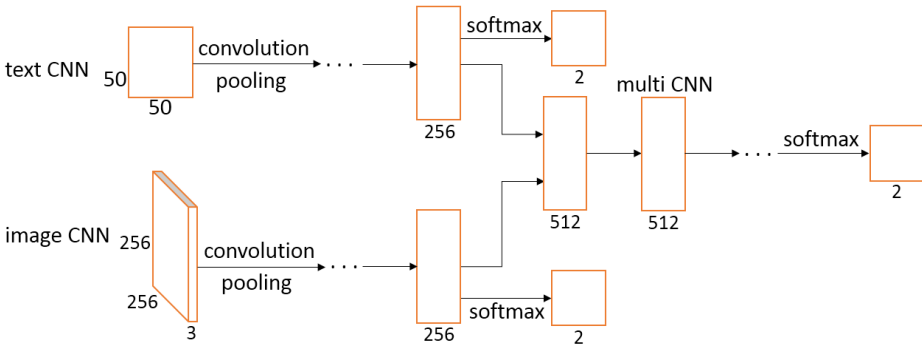 text CNN
50
50
convolution
pooling
. . .
256
softmax
2
multi CNN
512
512
. . .
softmax
2
image CNN
256
256
3
convolution
pooling
. . .
256
softmax
2